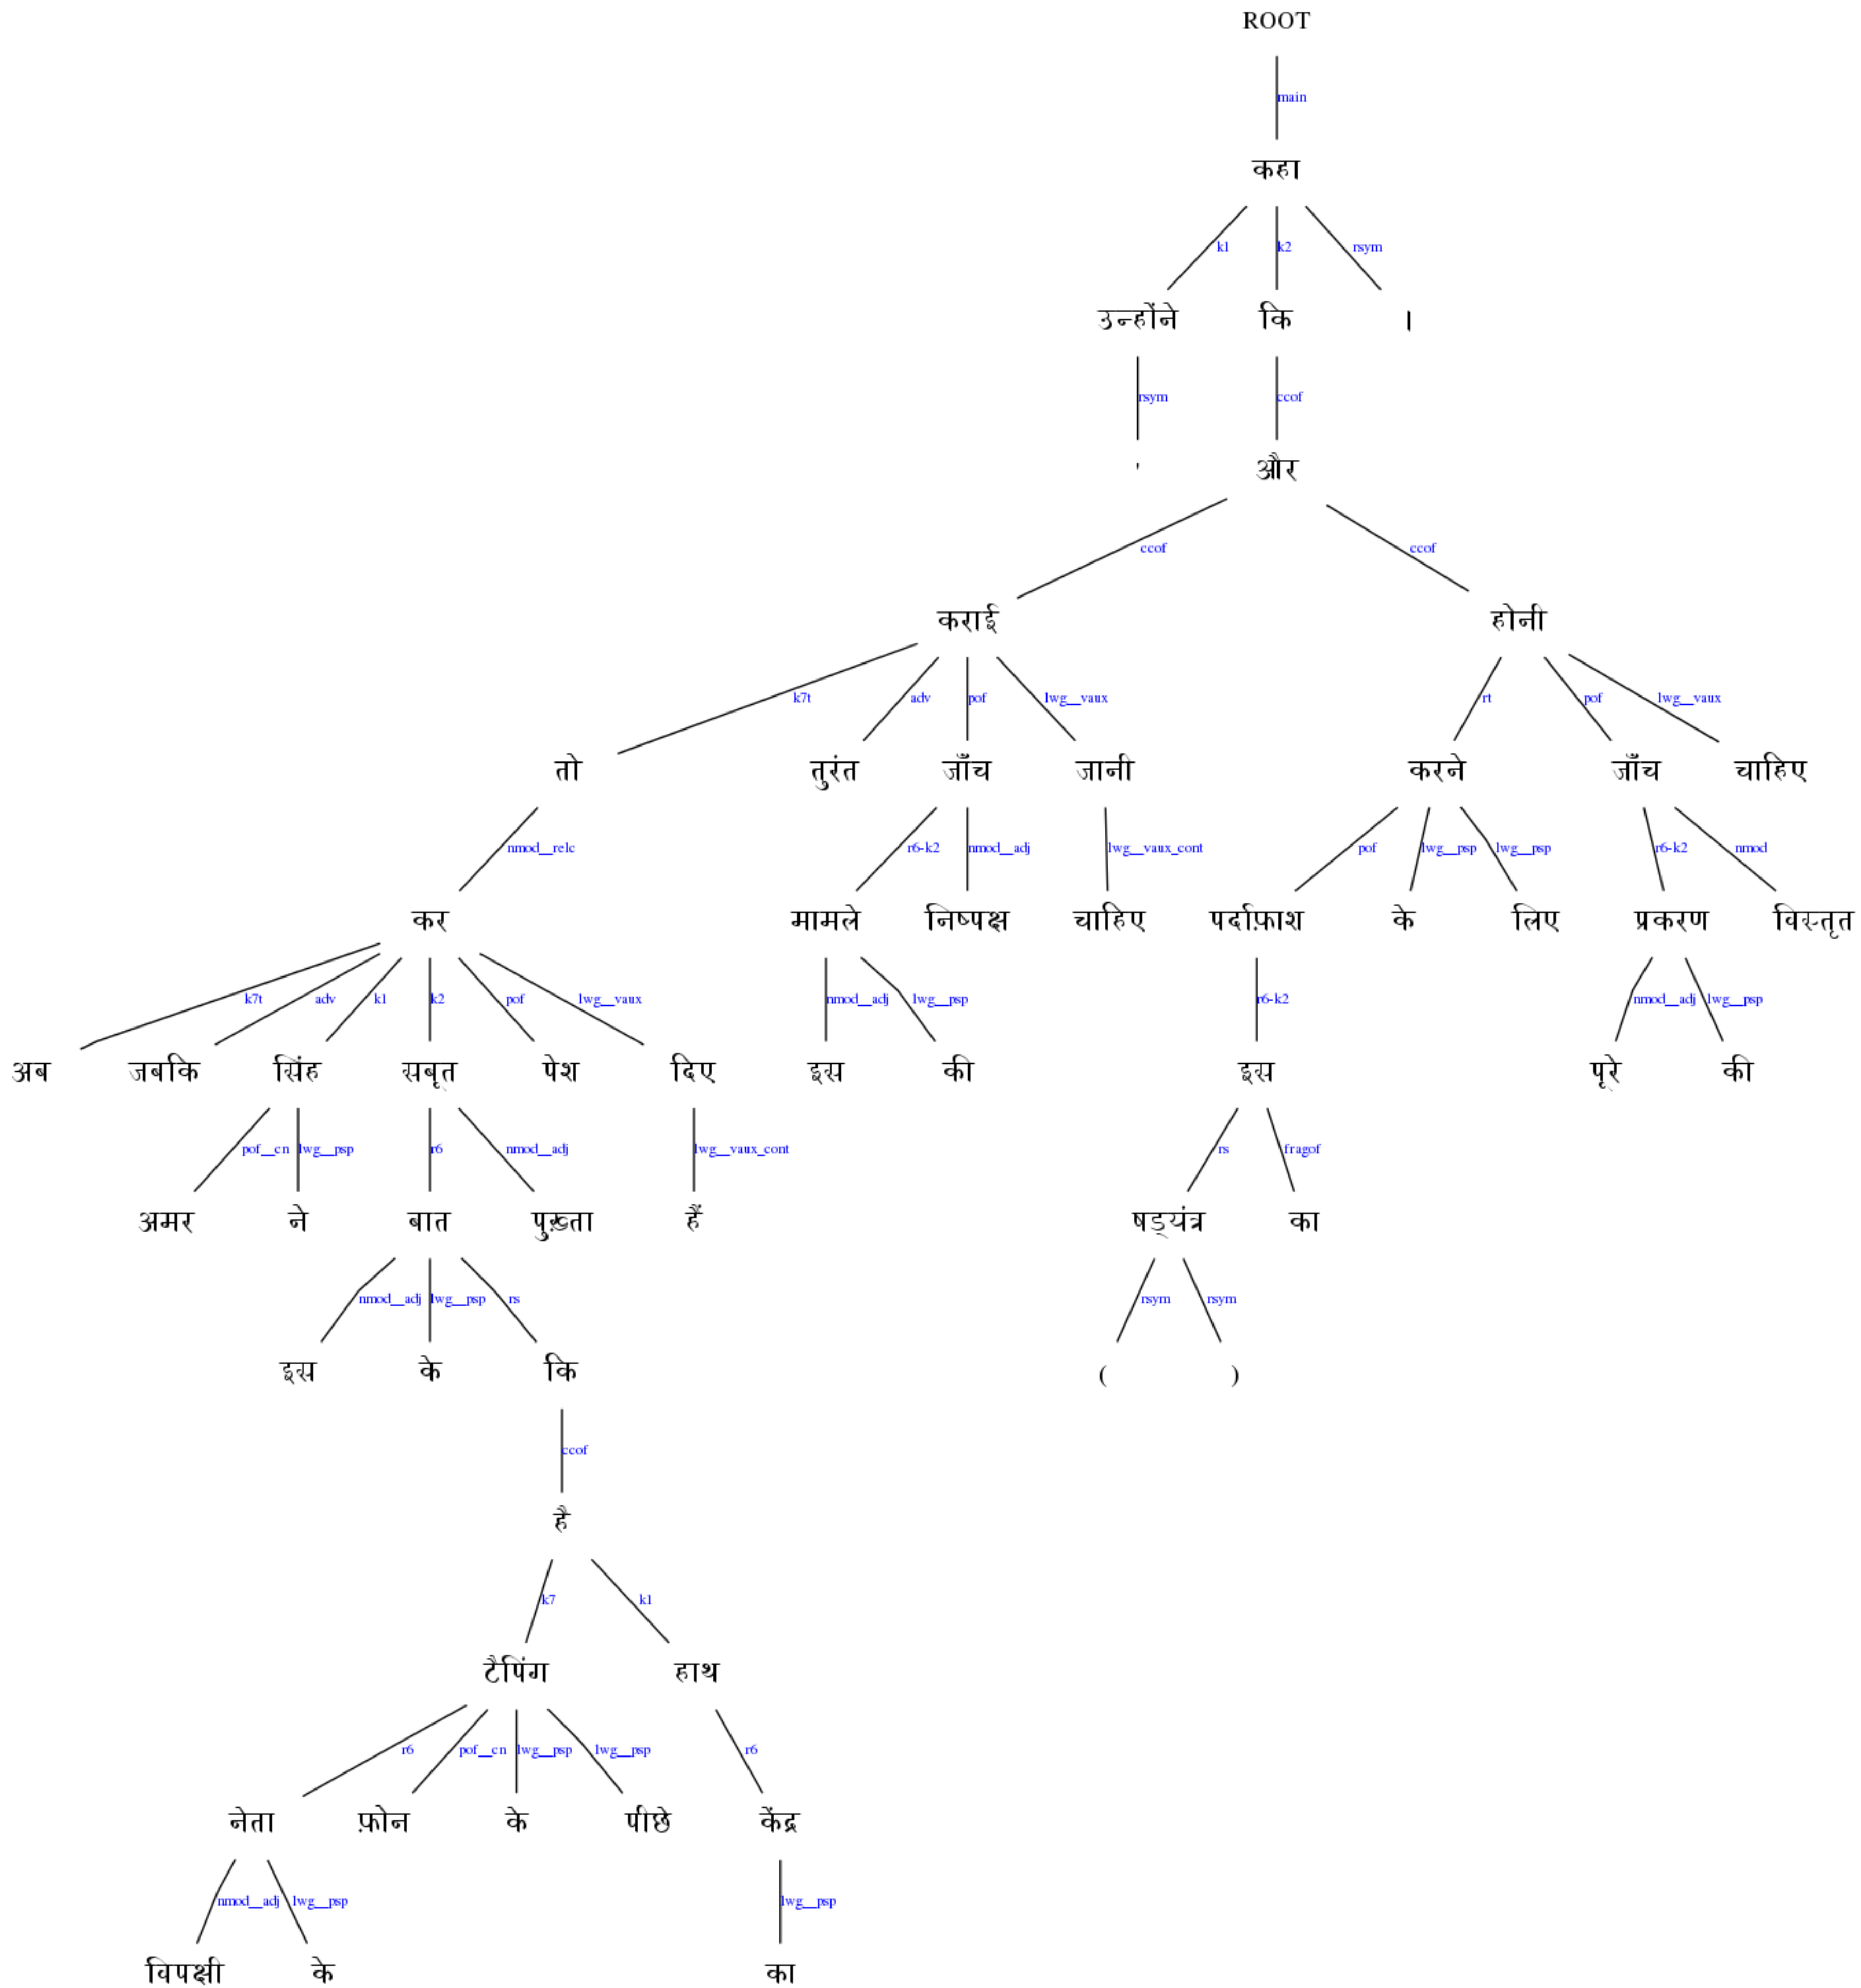 ROOT
main
कहा
k1 k2 rsym
उन्होंने कि ।
rsym ccof
' और
ccof ccof
कराई होनी
k7t adv pof lwg__vaux rt pof lwg__vaux
तो तुरंत जाँच जानी करने जाँच चाहिए
nmod__relc r6-k2 nmod__adj lwg__vaux_cont pof lwg__psp lwg__psp r6-k2 nmod
कर मामले निष्पक्ष चाहिए पर्दाफ़ाश के लिए प्रकरण विस्तृत
k7t adv k1 k2 pof lwg__vaux nmod__adj lwg__psp r6-k2 nmod__adj lwg__psp
अब जबकि सिंह सबूत पेश दिए इस की इस पूरे की
pof__cn lwg__psp r6 nmod__adj lwg__vaux_cont rs fragof
अमर ने बात पुख़्ता हैं षड्यंत्र का
nmod__adj lwg__psp rs rsym rsym
इस के कि ( )
ccof
है
k7 k1
टैपिंग हाथ
r6 pof__cn lwg__psp lwg__psp r6
नेता फ़ोन के पीछे केंद्र
nmod__adj lwg__psp lwg__psp
विपक्षी के का